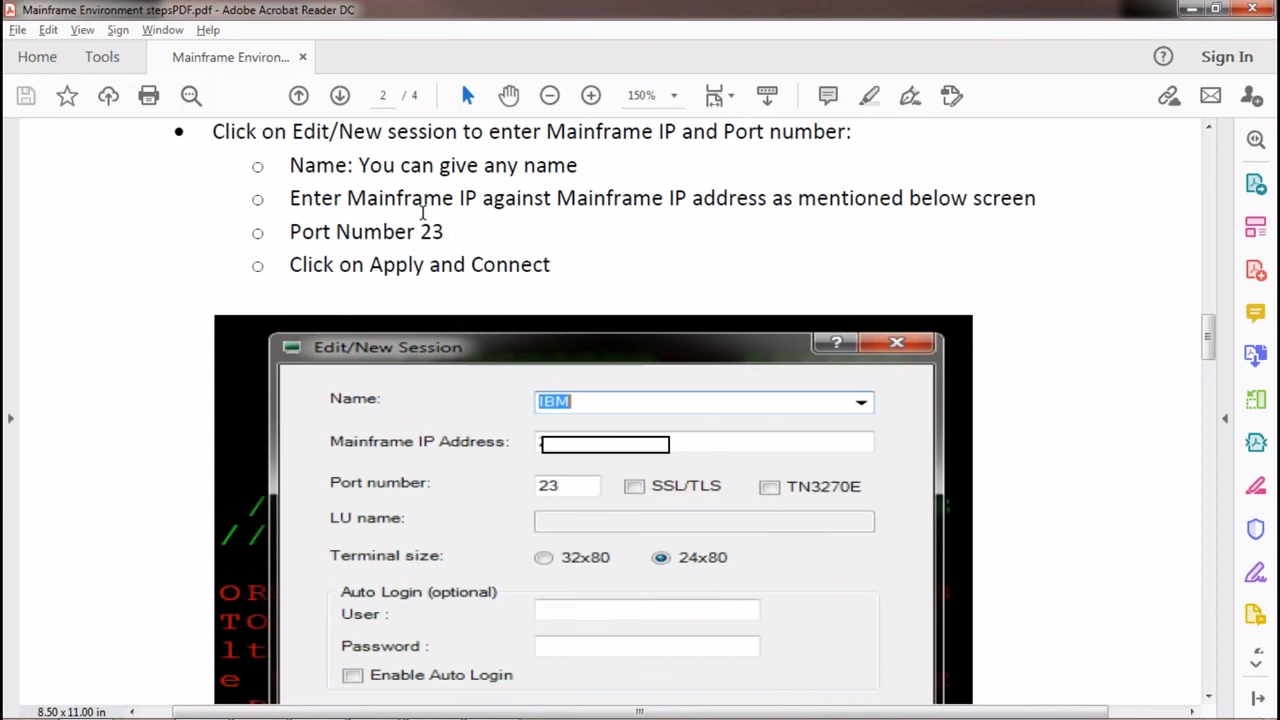 Mainframe Environment stepsPDF.pdf - Adobe Acrobat Reader DC
File Edit View Sign Window Help
Home Tools Mainframe Environ... × Sign In
2 / 4 150%
• Click on Edit/New session to enter Mainframe IP and Port number:
o Name: You can give any name
o Enter Mainframe IP against Mainframe IP address as mentioned below screen
o Port Number 23
o Click on Apply and Connect
Edit/New Session
Name: IBM
Mainframe IP Address:
Port number: 23 SSL/TLS TN3270E
LU name:
Terminal size: 32x80 24x80
Auto Login (optional)
User :
Password :
Enable Auto Login
// 
O R
T O
l t
e
8.50 x 11.00 in